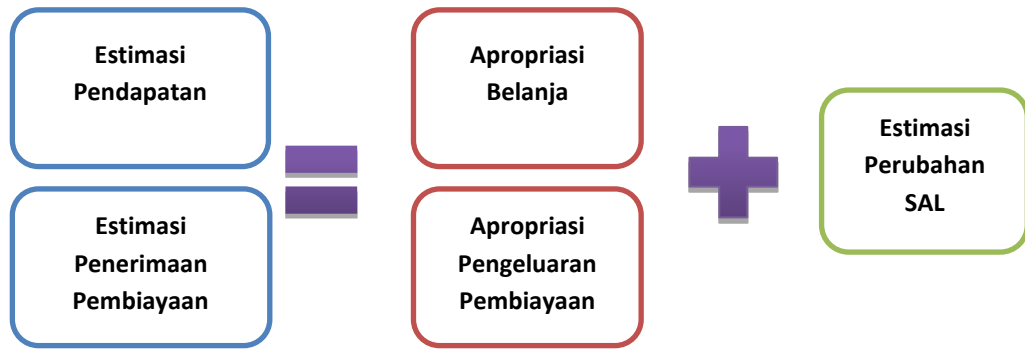 Estimasi
Pendapatan
Apropriasi
Belanja
Estimasi
Perubahan
SAL
Estimasi
Penerimaan
Pembiayaan
Apropriasi
Pengeluaran
Pembiayaan